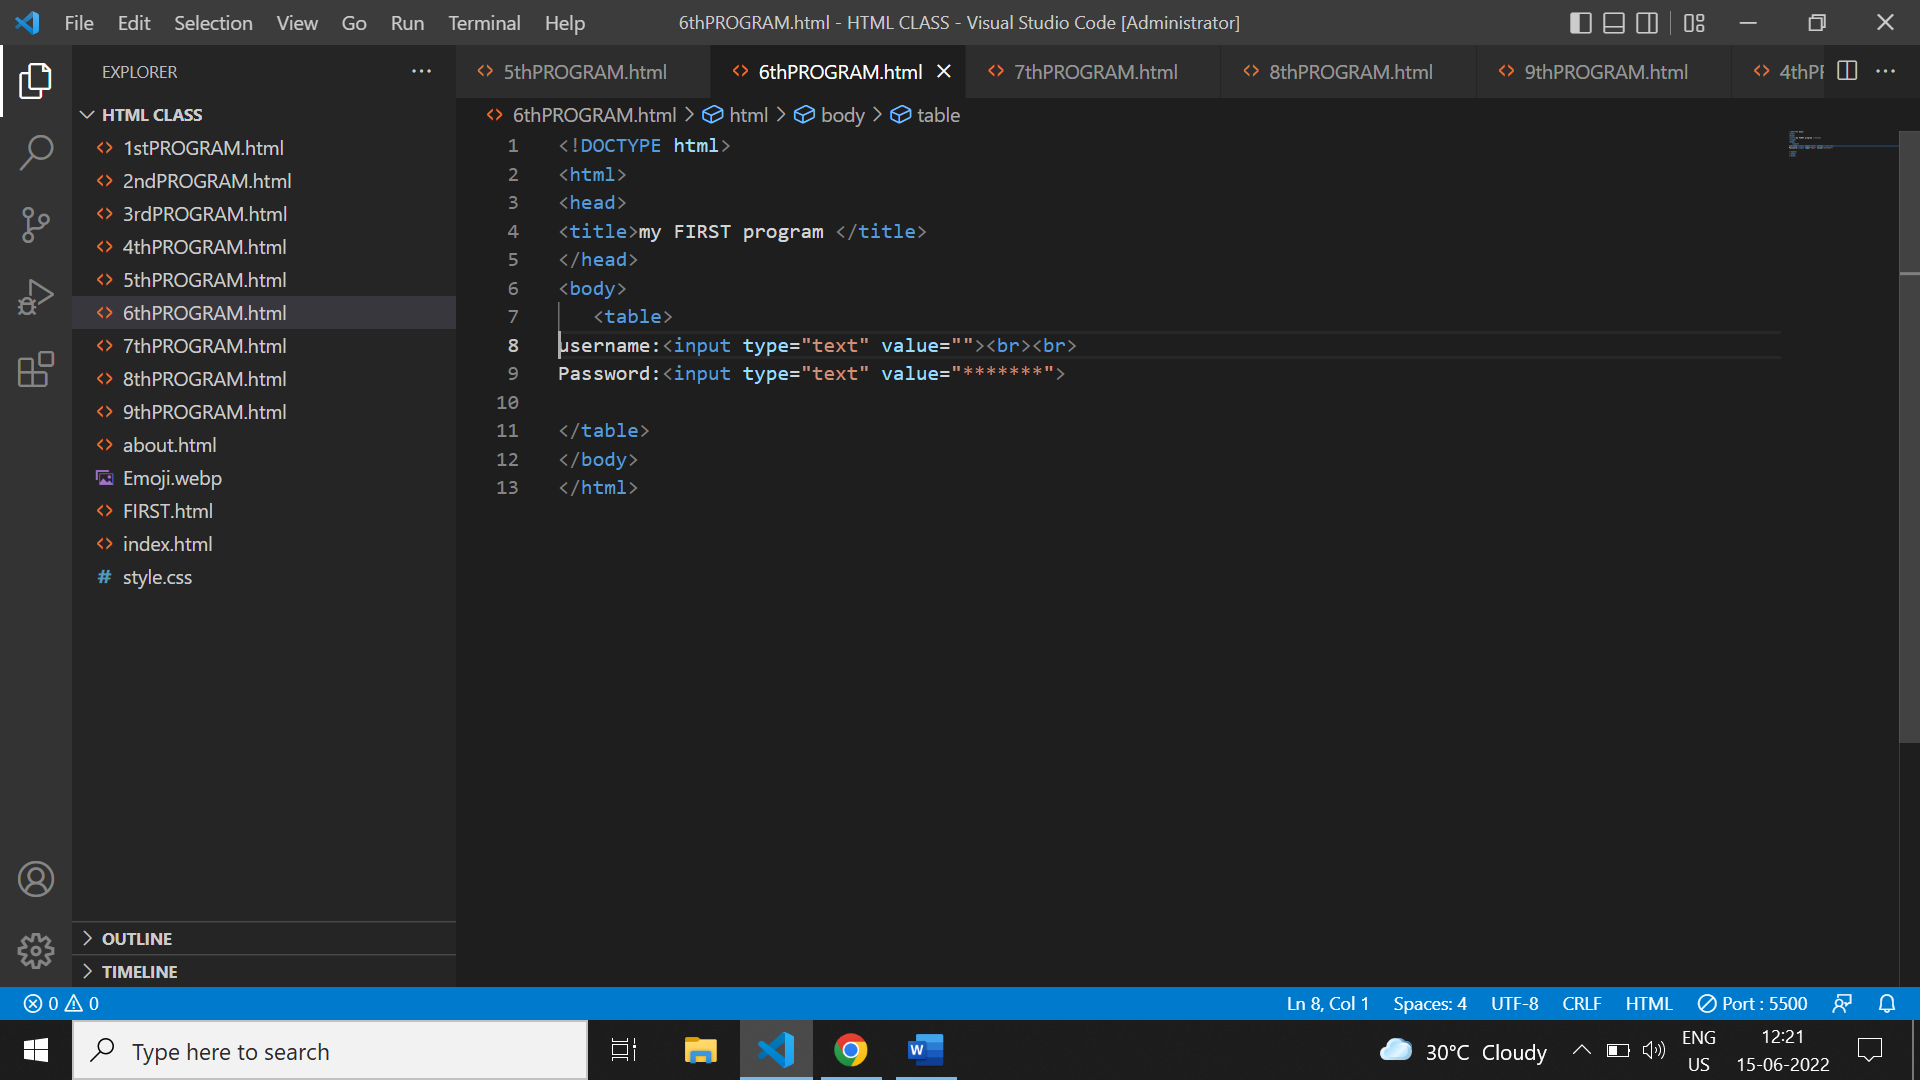 File Edit Selection View Go Run Terminal Help 6thPROGRAM.html - HTML CLASS - Visual Studio Code [Administrator]
EXPLORER
5thPROGRAM.html 6thPROGRAM.html 7thPROGRAM.html 8thPROGRAM.html 9thPROGRAM.html 4thP
6thPROGRAM.html > html > body > table
HTML CLASS
1stPROGRAM.html
2ndPROGRAM.html
3rdPROGRAM.html
4thPROGRAM.html
5thPROGRAM.html
6thPROGRAM.html
7thPROGRAM.html
8thPROGRAM.html
9thPROGRAM.html
about.html
Emoji.webp
FIRST.html
index.html
# style.css
OUTLINE
TIMELINE
1 <!DOCTYPE html>
2 <html>
3 <head>
4 <title>my FIRST program </title>
5 </head>
6 <body>
7 <table>
8 username:<input type="text" value=""><br><br>
9 Password:<input type="text" value="*******">
10
11 </table>
12 </body>
13 </html>
0 0 Ln 8, Col 1 Spaces: 4 UTF-8 CRLF HTML Port : 5500
Type here to search
W
30°C Cloudy
ENG
US
12:21
15-06-2022